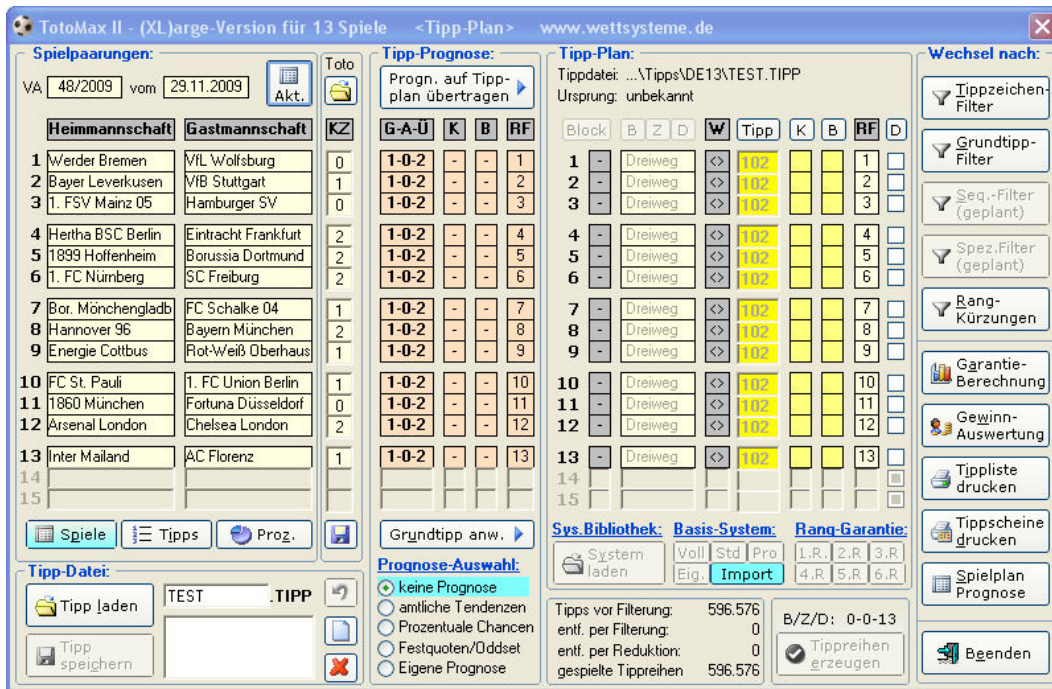 TotoMax II - (XL)arge-Version für 13 Spiele <Tipp-Plan> www.wettsysteme.de
Spielpaarungen:
VA 48/2009 vom 29.11.2009 Akt.
Toto
Heimmannschaft Gastmannschaft KZ
1 Werder Bremen VfL Wolfsburg 0
2 Bayer Leverkusen VfB Stuttgart 1
3 1. FSV Mainz 05 Hamburger SV 0
4 Hertha BSC Berlin Eintracht Frankfurt 2
5 1899 Hoffenheim Borussia Dortmund 2
6 1. FC Nürnberg SC Freiburg 2
7 Bor. Mönchengladb FC Schalke 04 1
8 Hannover 96 Bayern München 2
9 Energie Cottbus Rot-Weiß Oberhaus 1
10 FC St. Pauli 1. FC Union Berlin 1
11 1860 München Fortuna Düsseldorf 0
12 Arsenal London Chelsea London 2
13 Inter Mailand AC Florenz 1
14
15
Spiele Tipps Proz.
Tipp-Datei:
Tipp laden
TEST .TIPP
Tipp
speichern
Tipp-Prognose:
Progn. auf Tipp-
plan übertragen
G-A-Ü K B RF
1-0-2 - - 1
1-0-2 - - 2
1-0-2 - - 3
1-0-2 - - 4
1-0-2 - - 5
1-0-2 - - 6
1-0-2 - - 7
1-0-2 - - 8
1-0-2 - - 9
1-0-2 - - 10
1-0-2 - - 11
1-0-2 - - 12
1-0-2 - - 13
Grundtipp anw.
Prognose-Auswahl:
keine Prognose
amtliche Tendenzen
Prozentuale Chancen
Festquoten/Oddset
Eigene Prognose
Tipp-Plan:
Tippdatei: ...\Tipps\DE13\TEST.TIPP
Ursprung: unbekannt
Block B Z D W Tipp K B RF D
1 - Dreiweg <> 102 1
2 - Dreiweg <> 102 2
3 - Dreiweg <> 102 3
4 - Dreiweg <> 102 4
5 - Dreiweg <> 102 5
6 - Dreiweg <> 102 6
7 - Dreiweg <> 102 7
8 - Dreiweg <> 102 8
9 - Dreiweg <> 102 9
10 - Dreiweg <> 102 10
11 - Dreiweg <> 102 11
12 - Dreiweg <> 102 12
13 - Dreiweg <> 102 13
14
15
Sys.Bibliothek: Basis-System: Rang-Garantie:
System
laden
Voll Std Pro
Eig. Import
1.R. 2.R 3.R
4.R 5.R 6.R
Tipps vor Filterung: 596.576
entf. per Filterung: 0
entf. per Reduktion: 0
gespielte Tippreihen 596.576
B/Z/D: 0-0-13
Tippreihen
erzeugen
Wechsel nach:
Tippzeichen-
Filter
Grundtipp-
Filter
Seq.-Filter
(geplant)
Spez.Filter
(geplant)
Rang-
Kürzungen
Garantie-
Berechnung
Gewinn-
Auswertung
Tippliste
drucken
Tippscheine
drucken
Spielplan
Prognose
Beenden